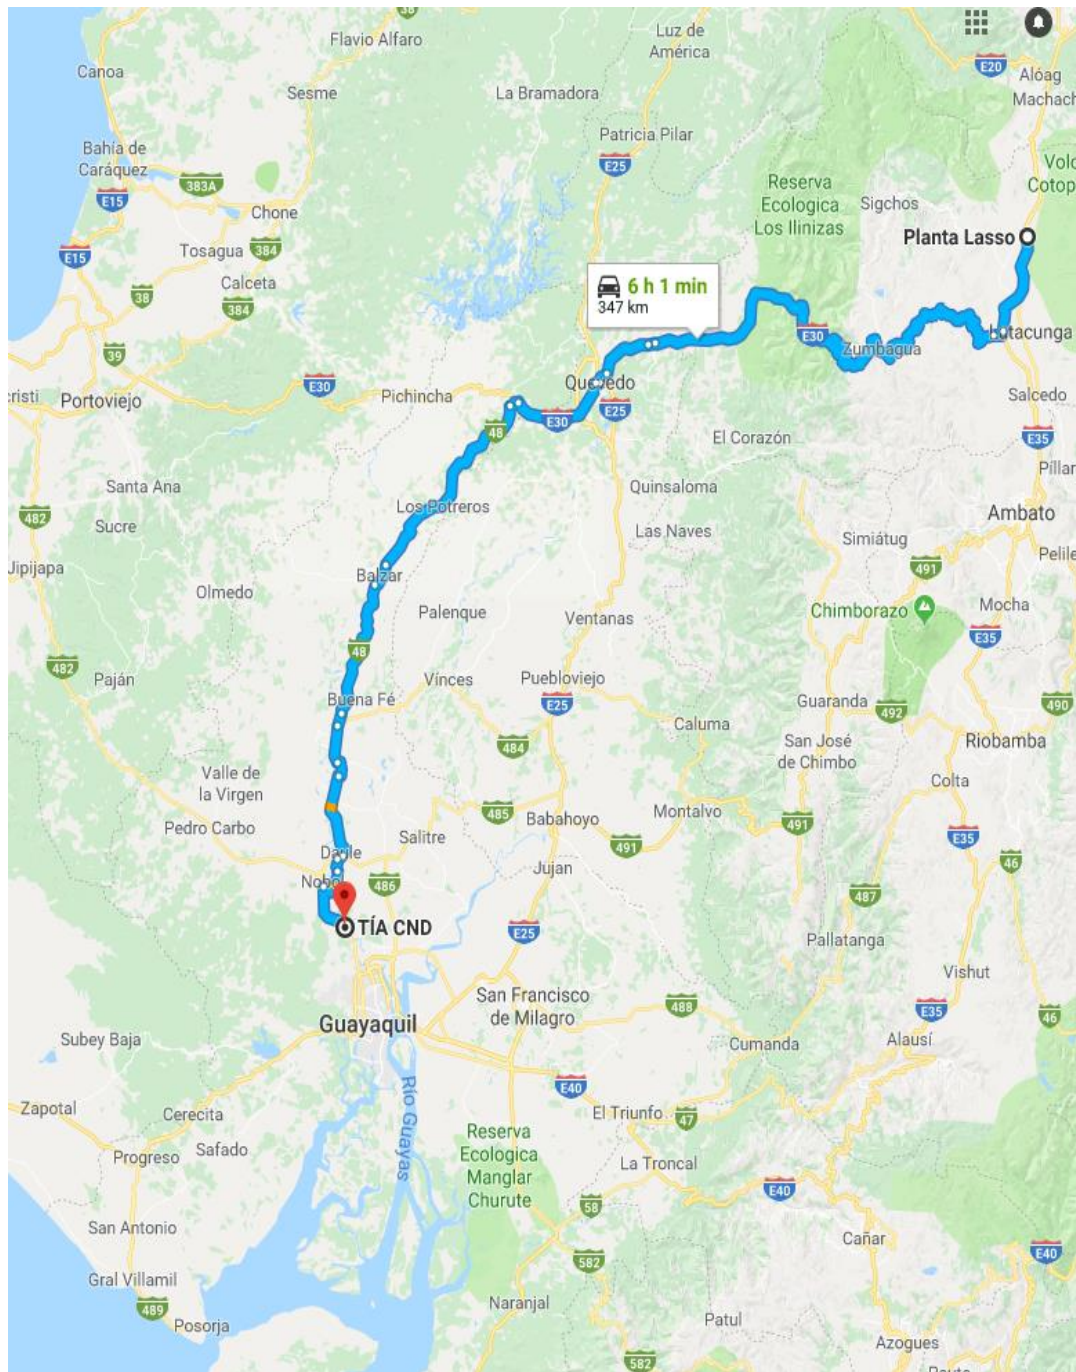 38
Flavio Alfaro
Luz de
América
E20
Alóag
Machach
Canoa
Sesme
La Bramadora
Patricia Pilar
E25
Bahía de
Caráquez
383A
E15
Chone
Reserva
Ecologica
Los Ilinizas
Sigchos
Volc
Cotop
Tosagua
384
E15
Planta Lasso
Calceta
384
38
6 h 1 min
347 km
E30
Latacunga
Zumbagua
39
Quevedo
E30
Pichincha
risti
Portoviejo
Salcedo
E30
E25
48
El Corazón
E35
Píllar
Santa Ana
Quinsaloma
482
Sucre
Los Potreros
Las Naves
Ambato
Simiátug
Pelile
Jipijapa
Balzar
491
Olmedo
Palenque
Ventanas
Chimborazo
Mocha
E35
48
482
Paján
Vínces
Puebloviejo
Buena Fé
E25
Guaranda
492
490
Caluma
484
San José
de Chimbo
Riobamba
Valle de
la Virgen
Colta
485
Montalvo
Pedro Carbo
Salitre
Babahoyo
491
491
E35
Daule
46
Jujan
Nobol
486
487
TÍA CND
E25
Pallatanga
Vishut
San Francisco
de Milagro
488
E35
46
Guayaquil
Subey Baja
Cumanda
Alausí
E40
Río Guayas
Zapotal
Cerecita
El Triunfo
47
Safado
Progreso
Reserva
Ecologica
Manglar
Churute
La Troncal
E40
58
San Antonio
Cañar
582
E40
Gral Villamil
489
Posorja
Naranjal
Patul
Azogues
582